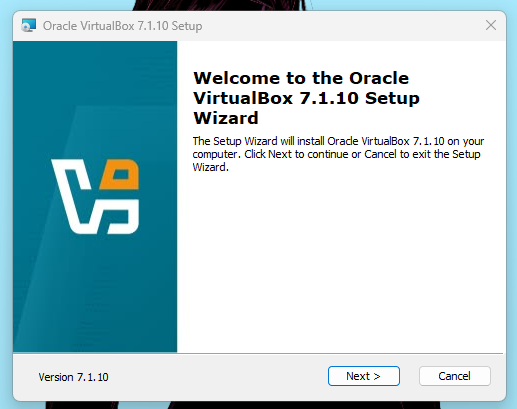 Oracle VirtualBox 7.1.10 Setup
Welcome to the Oracle
VirtualBox 7.1.10 Setup
Wizard
The Setup Wizard will install Oracle VirtualBox 7.1.10 on your
computer. Click Next to continue or Cancel to exit the Setup
Wizard.
Version 7.1.10
Next >
Cancel